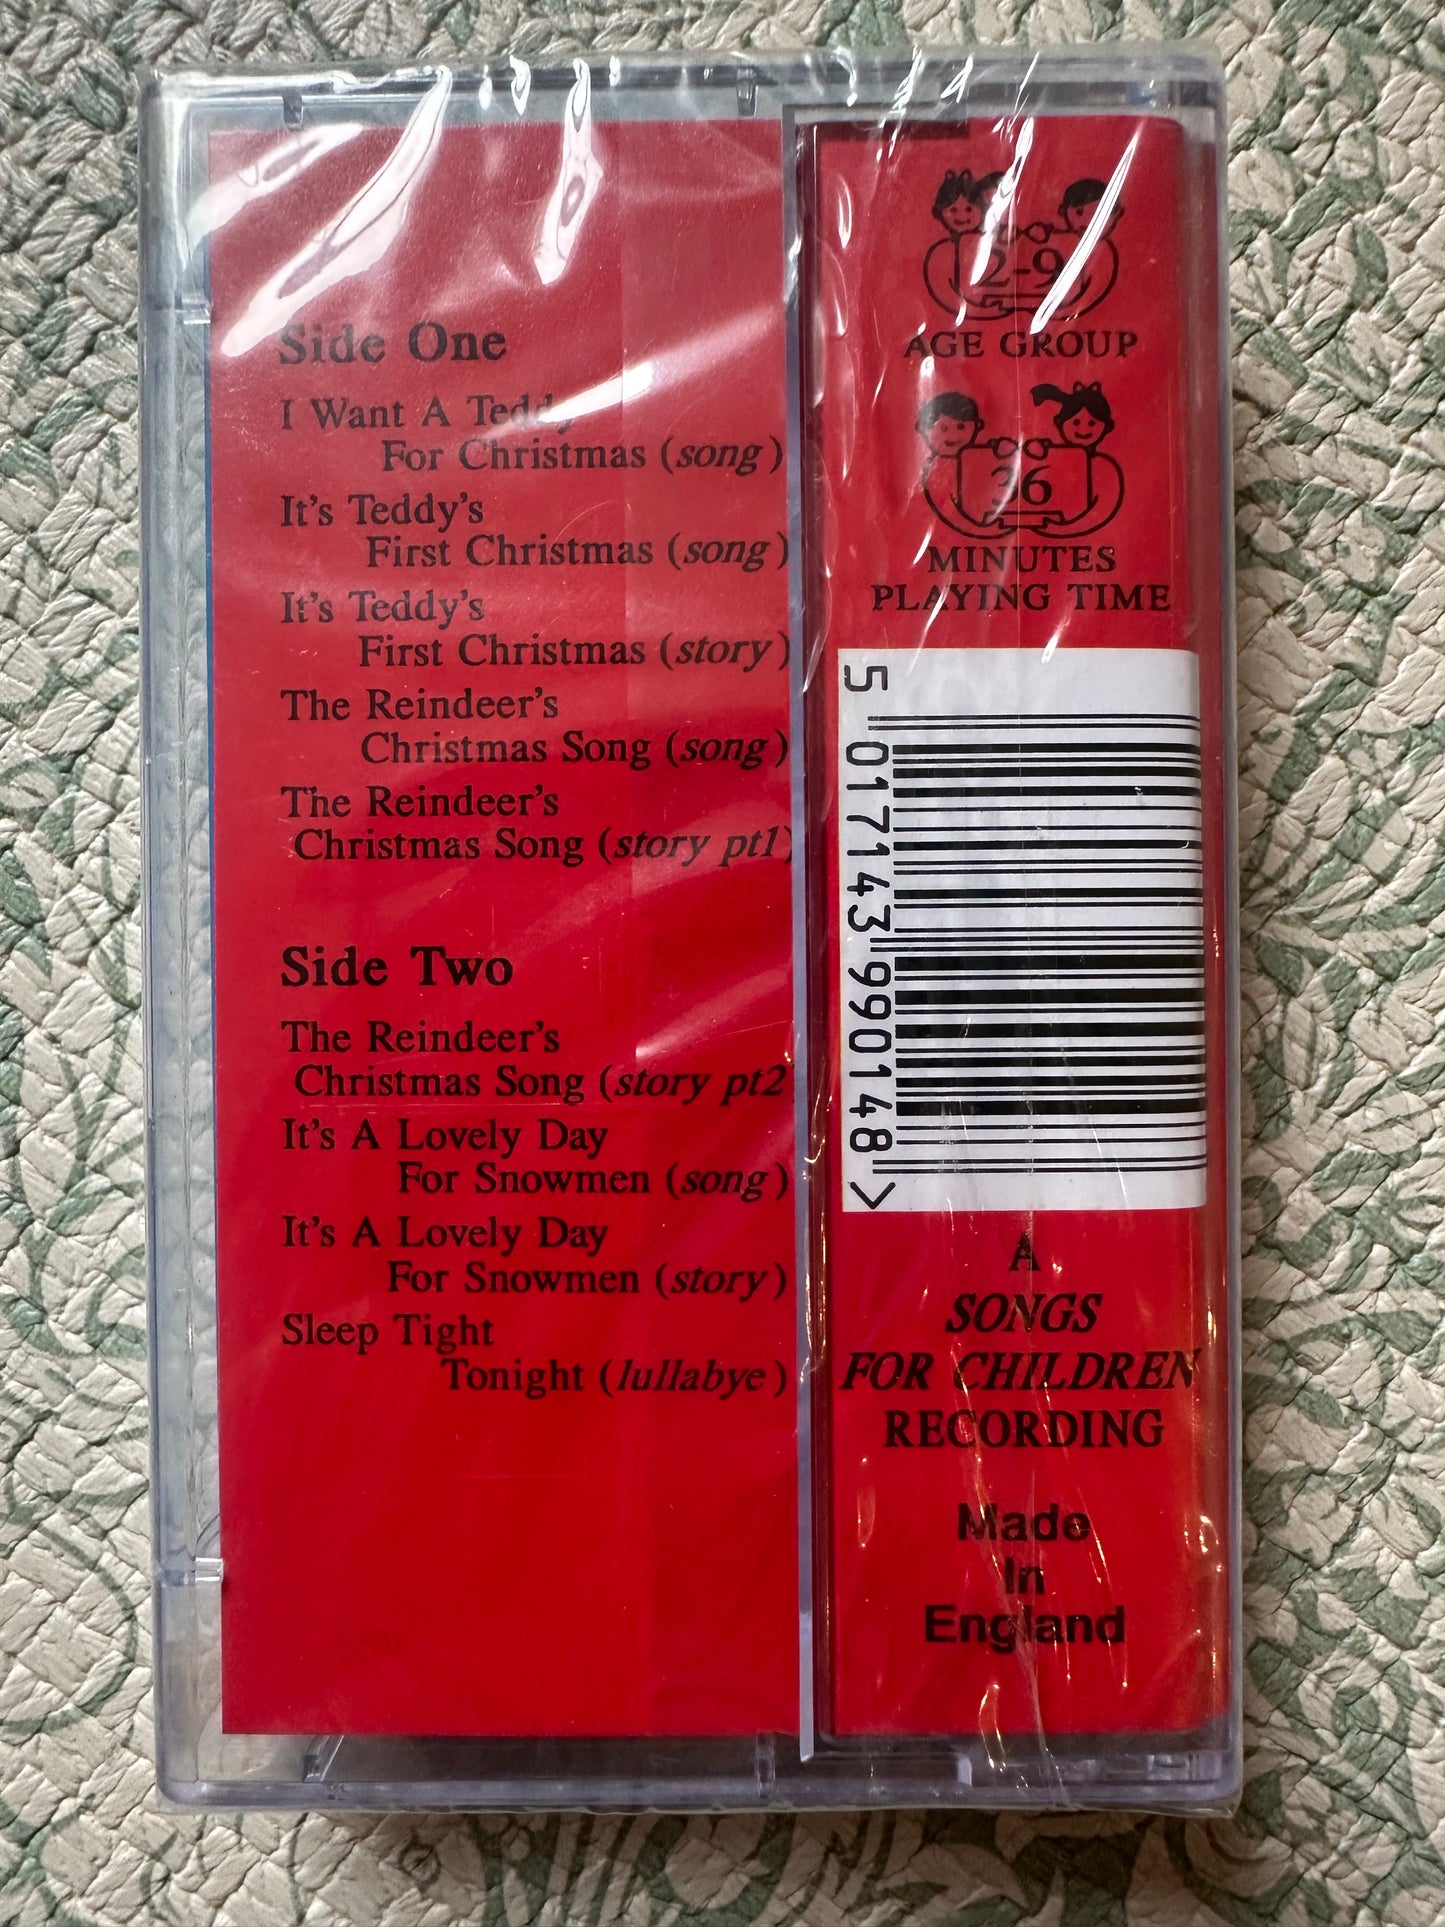 Side One
I Want A Teddy
For Christmas (song)
It's Teddy's
First Christmas (song)
It's Teddy's
First Christmas (story)
The Reindeer's
Christmas Song (song)
The Reindeer's
Christmas Song (story pt1)
Side Two
The Reindeer's
Christmas Song (story pt2
It's A Lovely Day
For Snowmen (song)
It's A Lovely Day
For Snowmen (story)
Sleep Tight
Tonight (lullabye)
2-9
AGE GROUP
36
MINUTES
PLAYING TIME
5 017143 990148 >
A
SONGS
FOR CHILDREN
RECORDING
Made
In
England